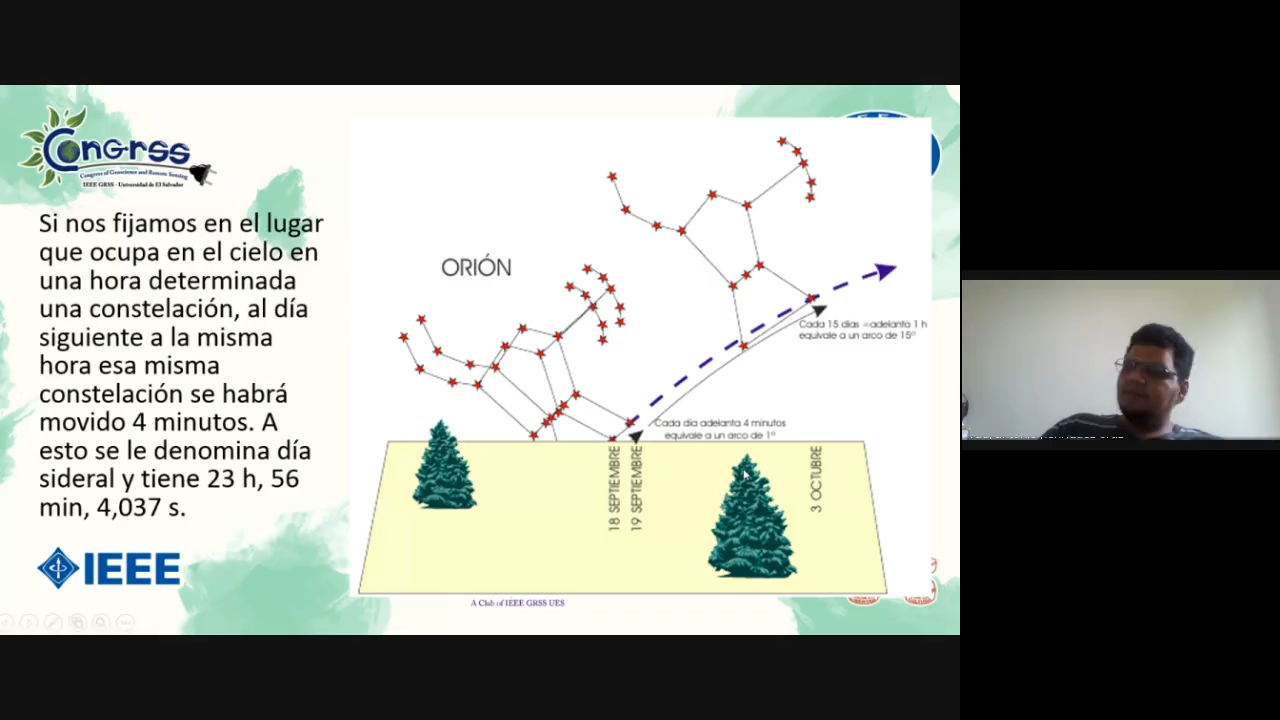 CONGRSS
Congress of Geoscience and Remote Sensing
IEEE GRSS - Universidad de El Salvador
Si nos fijamos en el lugar
que ocupa en el cielo en
una hora determinada
una constelación, al día
siguiente a la misma
hora esa misma
constelación se habrá
movido 4 minutos. A
esto se le denomina día
sideral y tiene 23 h, 56
min, 4,037 s.
IEEE
ORIÓN
Cada 15 días =adelanta 1 h
equivale a un arco de 15º
Cada día adelanta 4 minutos
equivale a un arco de 1º
18 SEPTIEMBRE
19 SEPTIEMBRE
3 OCTUBRE
A Club of IEEE GRSS UES